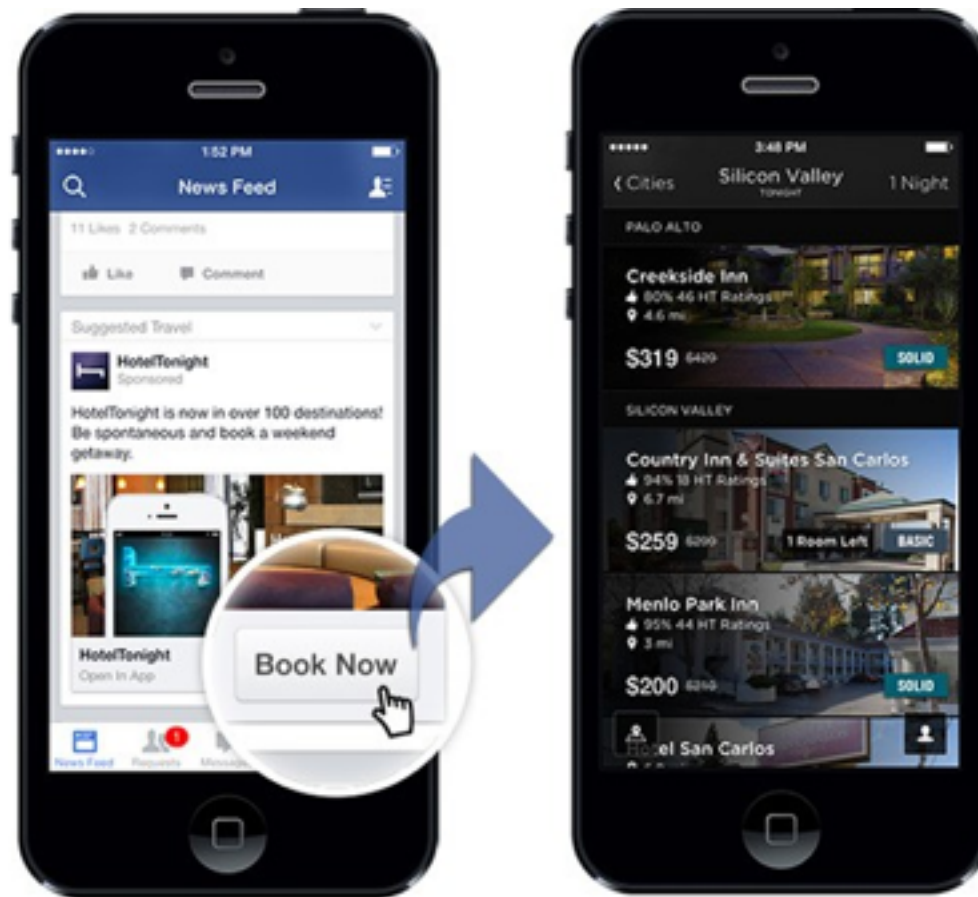 1:52 PM
News Feed
11 Likes 2 Comments
Like Comment
Suggested Travel
HotelTonight
Sponsored
HotelTonight is now in over 100 destinations!
Be spontaneous and book a weekend
getaway.
HotelTonight
Open In App
Book Now
1
News Feed Requests
3:48 PM
Cities Silicon Valley 1 Night
TONIGHT
PALO ALTO
Creekside Inn
80% 46 HT Ratings
4.6 mi
$319 $429
SOLID
SILICON VALLEY
Country Inn & Suites San Carlos
94% 18 HT Ratings
6.7 mi
$259
1 Room Left BASIC
Menlo Park Inn
95% 44 HT Ratings
3 mi
$200 $210
SOLID
Hotel San Carlos